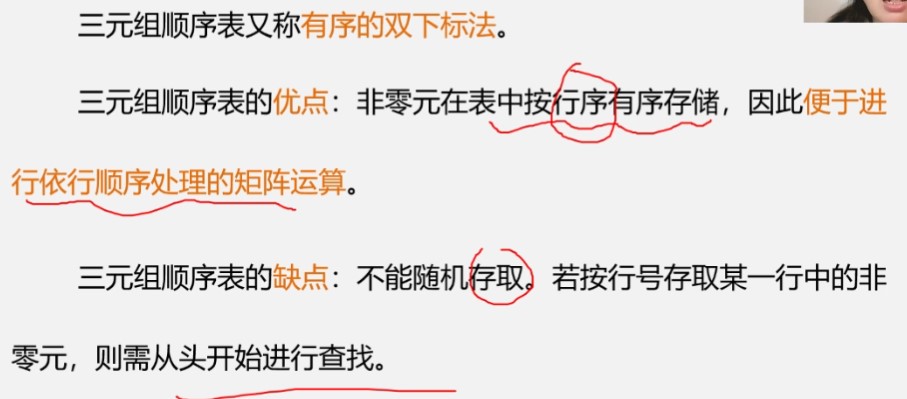 三元组顺序表又称有序的双下标法。
三元组顺序表的优点：非零元在表中按行序有序存储，因此便于进
行依行顺序处理的矩阵运算。
三元组顺序表的缺点：不能随机存取。若按行号存取某一行中的非
零元，则需从头开始进行查找。